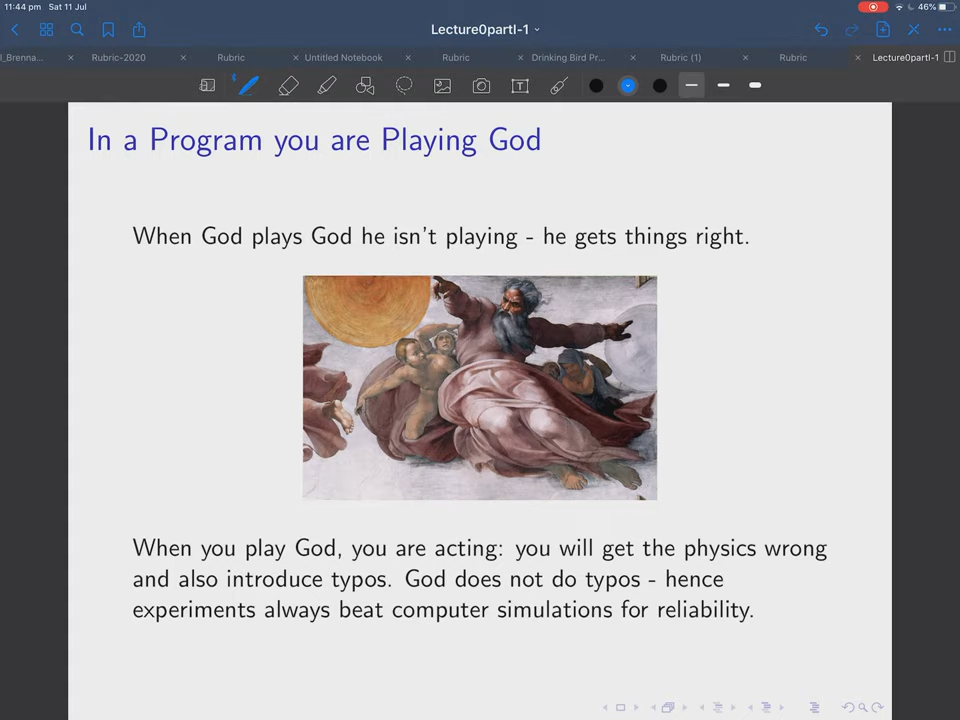 11:44 pm Sat 11 Jul
46%
Lecture0partI-1
I_Brenna...
Rubric-2020
Rubric
Untitled Notebook
Rubric
Drinking Bird Pr...
Rubric (1)
Rubric
Lecture0partI-1
In a Program you are Playing God
When God plays God he isn't playing - he gets things right.
When you play God, you are acting: you will get the physics wrong
and also introduce typos. God does not do typos - hence
experiments always beat computer simulations for reliability.